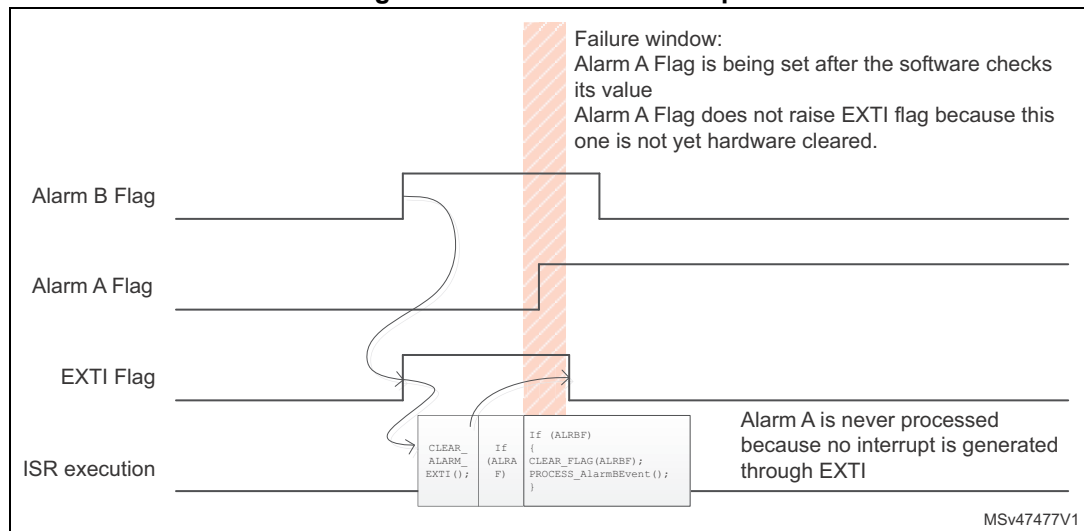 Failure window:
Alarm A Flag is being set after the software checks
its value
Alarm A Flag does not raise EXTI flag because this
one is not yet hardware cleared.
Alarm B Flag
Alarm A Flag
EXTI Flag
ISR execution
CLEAR_
ALARM_
EXTI();
If
(ALRA
F)
If (ALRBF)
{
CLEAR_FLAG(ALRBF);
PROCESS_AlarmBEvent();
}
Alarm A is never processed
because no interrupt is generated
through EXTI
MSv47477V1